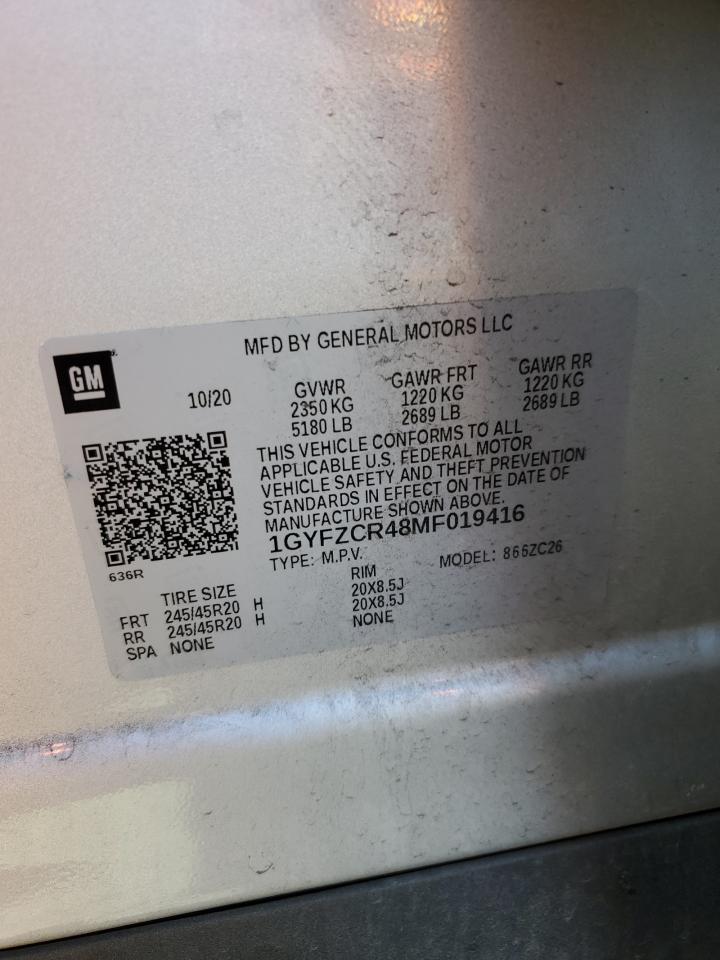 MFD BY GENERAL MOTORS LLC
GM
10/20
GVWR GAWR FRT GAWR RR
2350 KG 1220 KG 1220 KG
5180 LB 2689 LB 2689 LB
THIS VEHICLE CONFORMS TO ALL
APPLICABLE U.S. FEDERAL MOTOR
VEHICLE SAFETY AND THEFT PREVENTION
STANDARDS IN EFFECT ON THE DATE OF
MANUFACTURE SHOWN ABOVE.
1GYFZCR48MF019416
TYPE: M.P.V. MODEL: 866ZC26
636R
TIRE SIZE RIM
FRT 245/45R20 H 20X8.5J
RR 245/45R20 H 20X8.5J
SPA NONE NONE